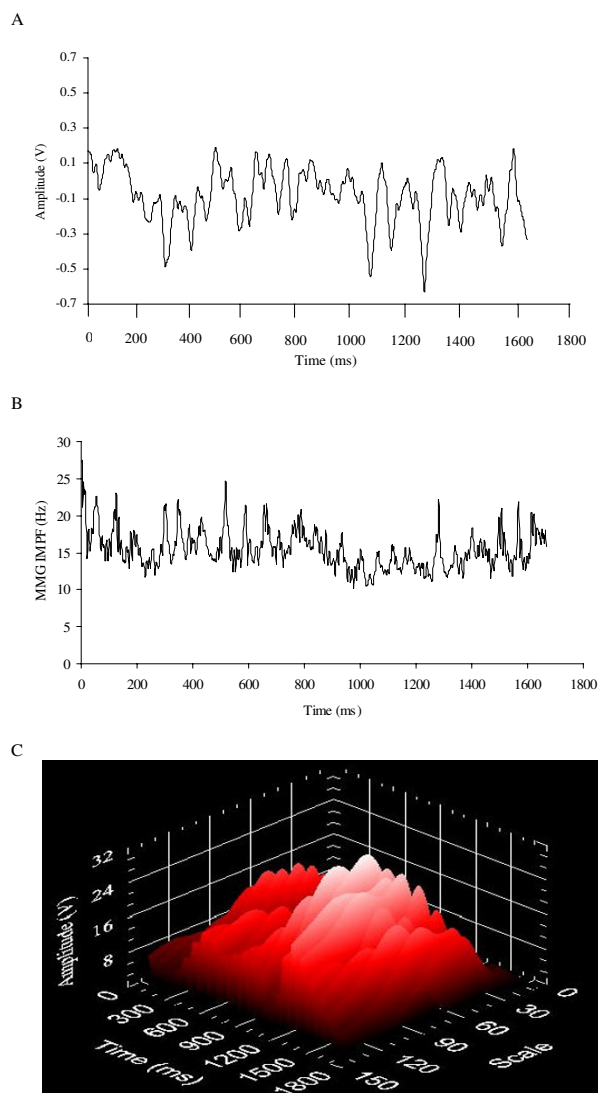 A
0.7
0.5
0.3
0.1
-0.1
-0.3
-0.5
-0.7
Amplitude (V)
0 200 400 600 800 1000 1200 1400 1600 1800
Time (ms)
B
30
25
20
15
10
5
0
MMG IMPF (Hz)
0 200 400 600 800 1000 1200 1400 1600 1800
Time (ms)
C
32
24
16
8
Amplitude (V)
0 300 600 900 1200 1500 1800
Time (ms)
150 120 90 60 30 0
Scale